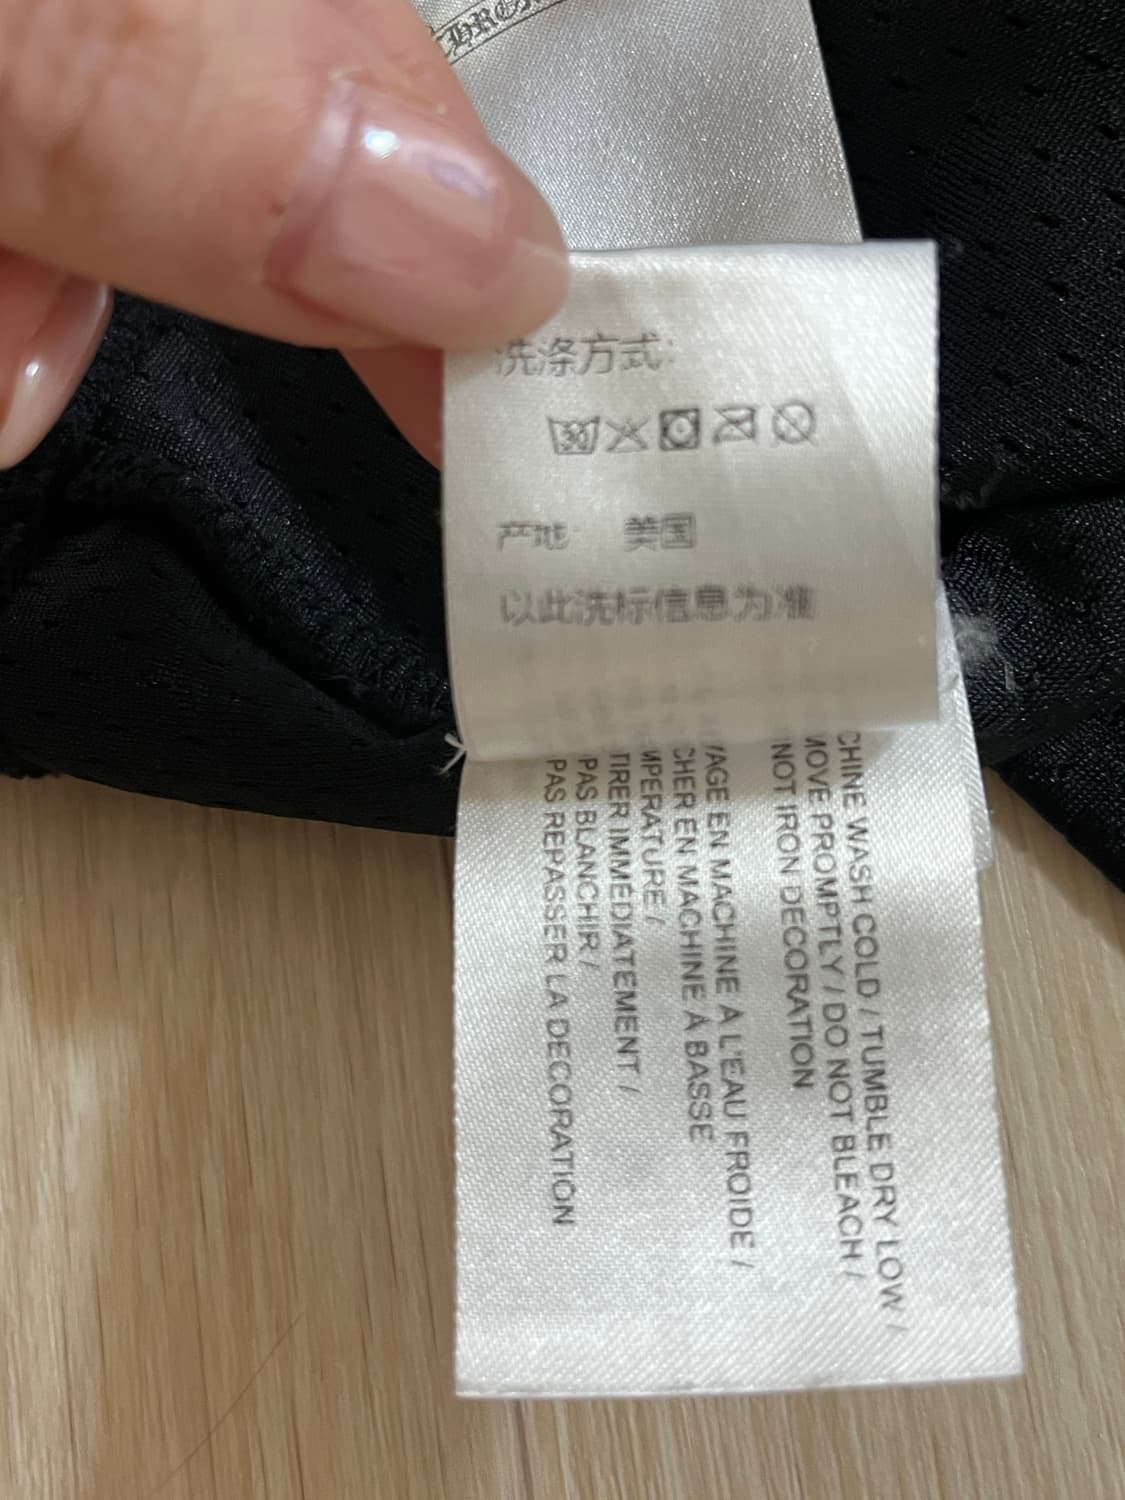 洗涤方式:
30
产地: 美国
以此洗标信息为准
CHINE WASH COLD / TUMBLE DRY LOW /
MOVE PROMPTLY / DO NOT BLEACH /
NOT IRON DECORATION
VAGE EN MACHINE A L'EAU FROIDE /
CHER EN MACHINE À BASSE
MPERATURE /
TIRER IMMÉDIATEMENT /
PAS BLANCHIR /
PAS REPASSER LA DECORATION